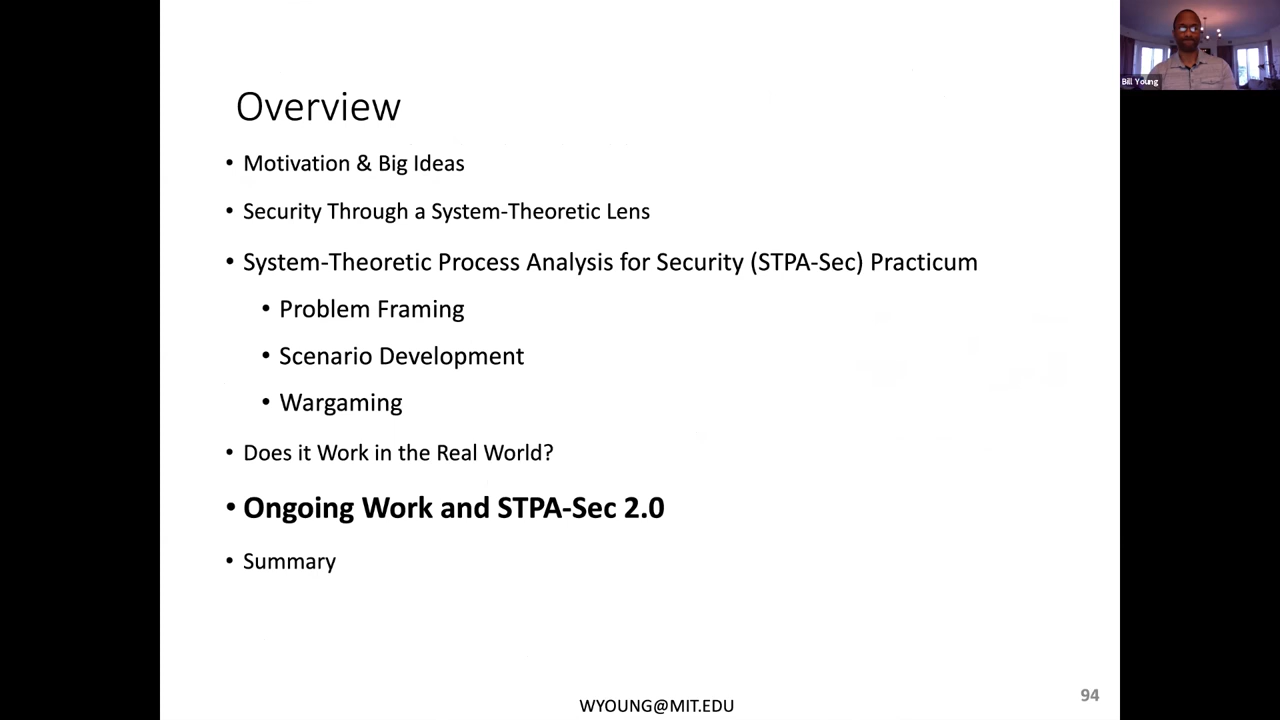 Bill Young
Overview
• Motivation & Big Ideas
• Security Through a System-Theoretic Lens
• System-Theoretic Process Analysis for Security (STPA-Sec) Practicum
• Problem Framing
• Scenario Development
• Wargaming
• Does it Work in the Real World?
• Ongoing Work and STPA-Sec 2.0
• Summary
WYOUNG@MIT.EDU
94